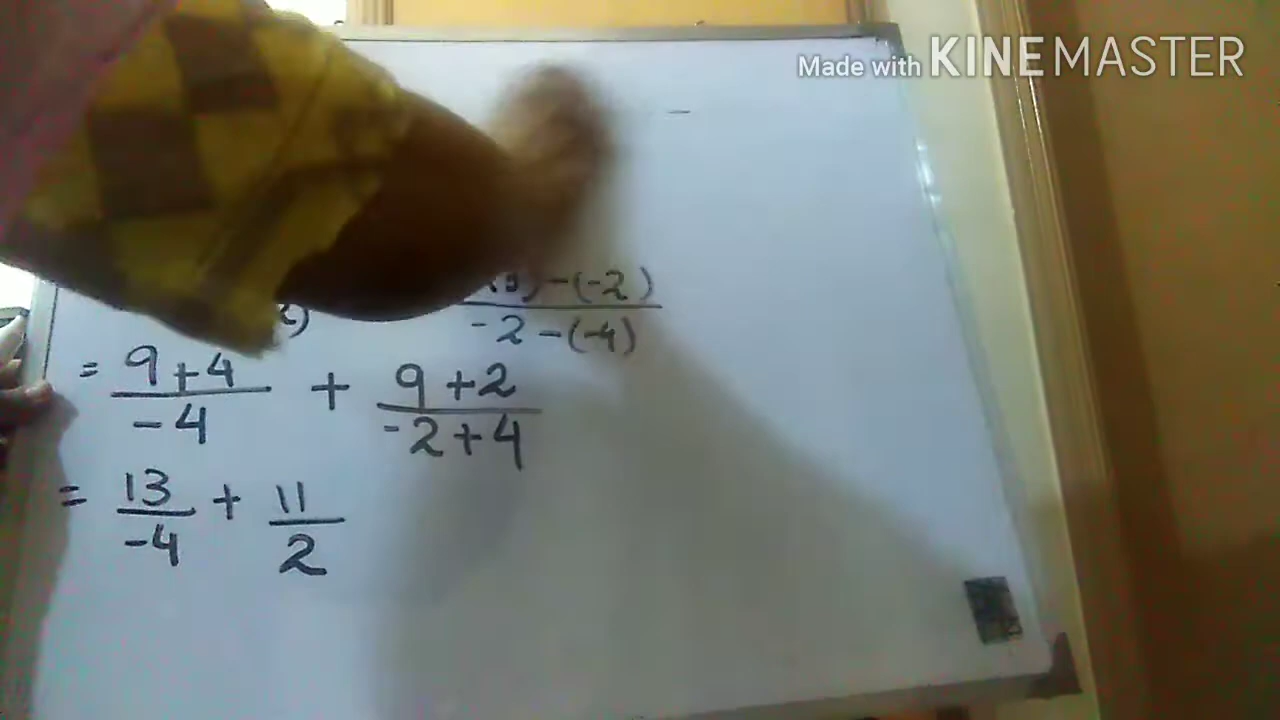 Made with KINEMASTER
-(-2)
-2-(-4)
= 9+4/-4 + 9+2/-2+4
= 13/-4 + 11/2